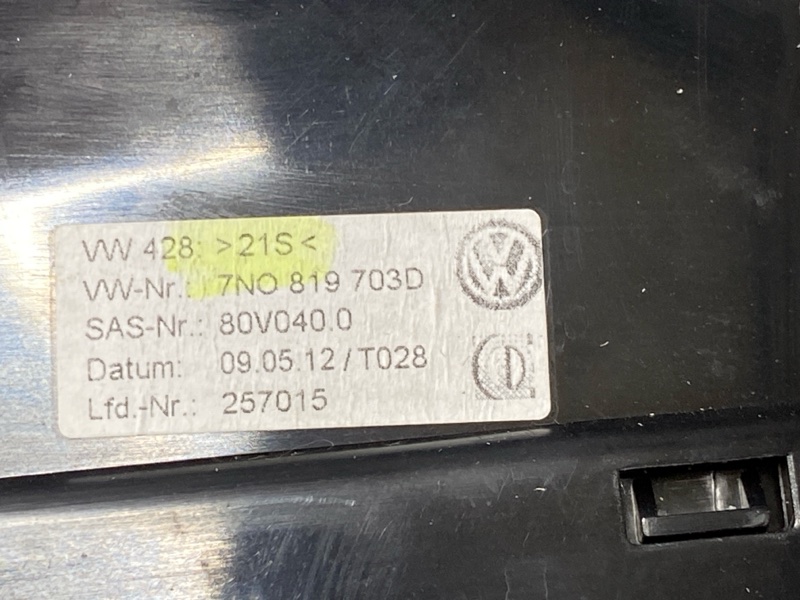 VW 428: >21S<
VW-Nr.: 7NO 819 703D
SAS-Nr.: 80V040.0
Datum: 09.05.12/T028
Lfd.-Nr.: 257015